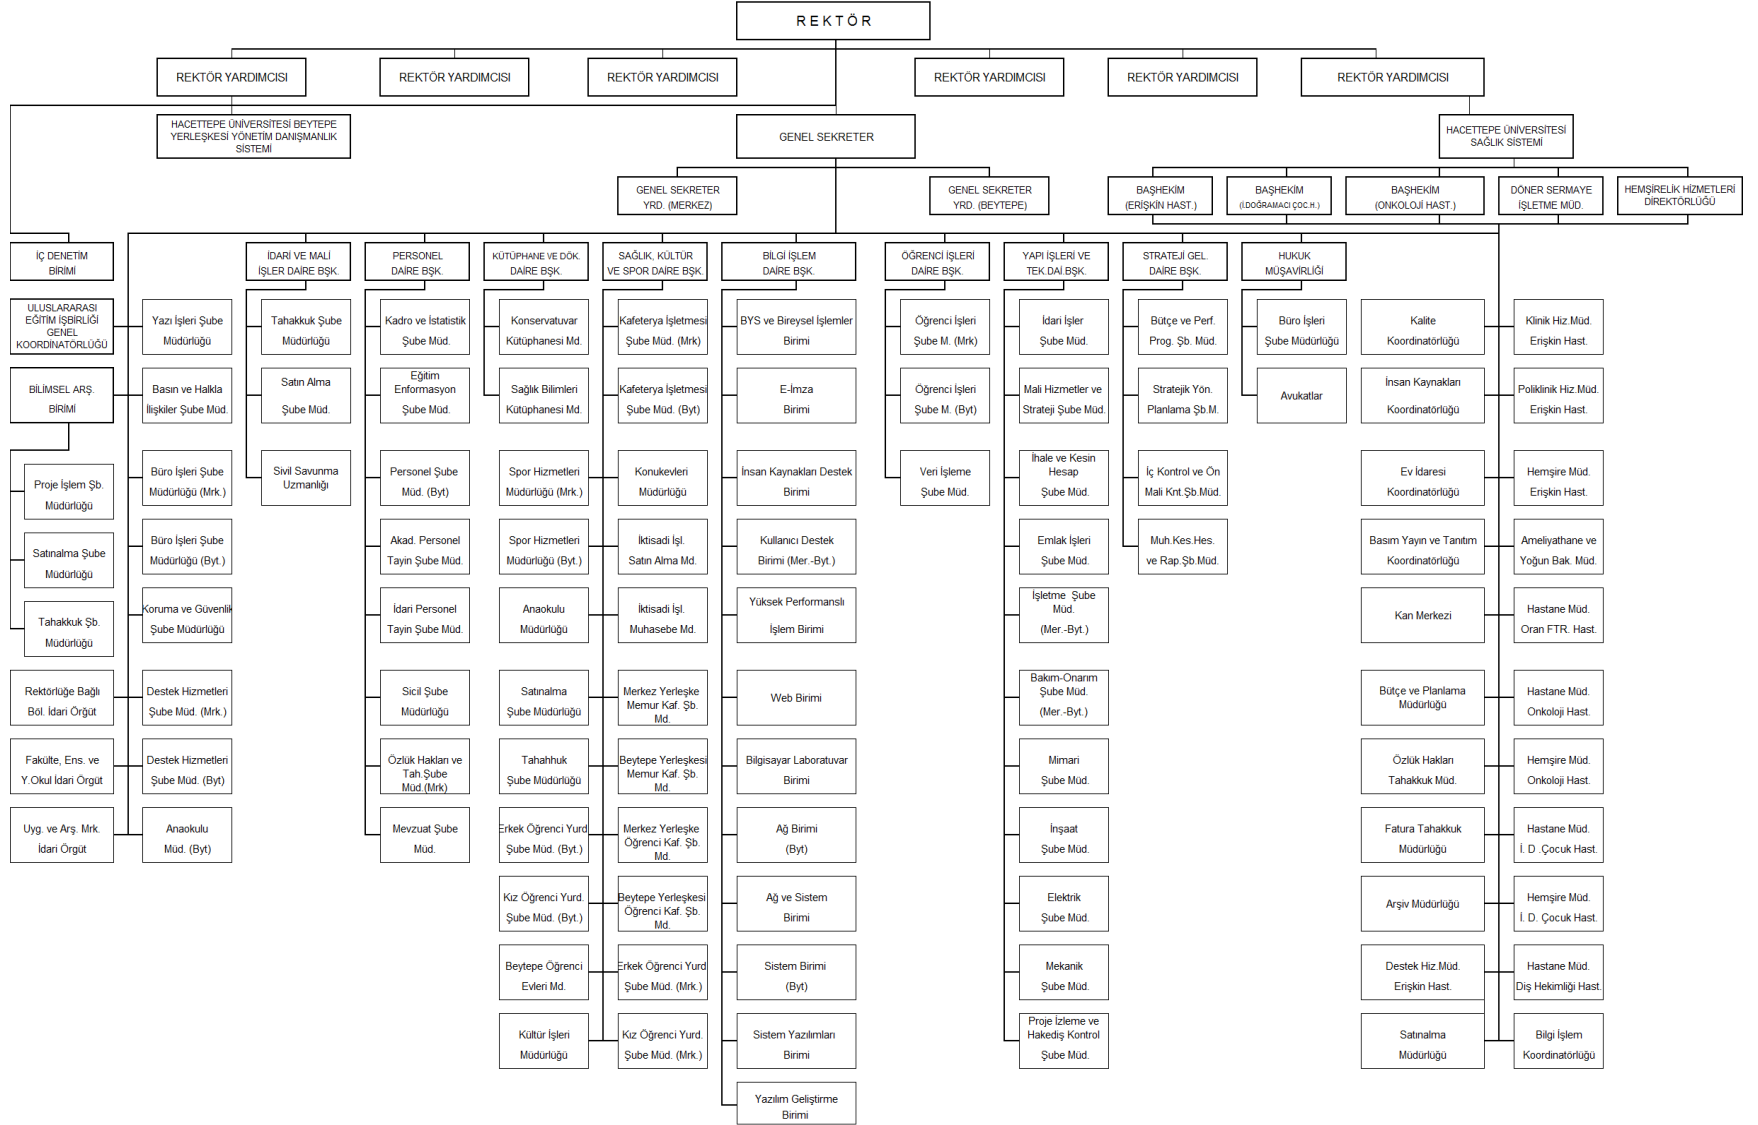 REKTÖR
REKTÖR YARDIMCISI
REKTÖR YARDIMCISI
REKTÖR YARDIMCISI
REKTÖR YARDIMCISI
REKTÖR YARDIMCISI
REKTÖR YARDIMCISI
HACETTEPE ÜNİVERSİTESİ BEYTEPE
YERLEŞKESİ YÖNETİM DANIŞMANLIK
SİSTEMİ
GENEL SEKRETER
HACETTEPE ÜNİVERSİTESİ
SAĞLIK SİSTEMİ
GENEL SEKRETER
YRD. (MERKEZ)
GENEL SEKRETER
YRD. (BEYTEPE)
BAŞHEKİM
(ERİŞKİN HAST.)
BAŞHEKİM
(İ.DOĞRAMACI ÇOC.H.)
BAŞHEKİM
(ONKOLOJİ HAST.)
DÖNER SERMAYE
İŞLETME MÜD.
HEMŞİRELİK HİZMETLERİ
DİREKTÖRLÜĞÜ
İÇ DENETİM
BİRİMİ
İDARİ VE MALİ
İŞLER DAİRE BŞK.
PERSONEL
DAİRE BŞK.
KÜTÜPHANE VE DÖK.
DAİRE BŞK.
SAĞLIK, KÜLTÜR
VE SPOR DAİRE BŞK.
BİLGİ İŞLEM
DAİRE BŞK.
ÖĞRENCİ İŞLERİ
DAİRE BŞK.
YAPI İŞLERİ VE
TEK.DAİ.BŞK.
STRATEJİ GEL.
DAİRE BŞK.
HUKUK
MÜŞAVİRLİĞİ
ULUSLARARASI
EĞİTİM İŞBİRLİĞİ
GENEL
KOORDİNATÖRLÜĞÜ
Yazı İşleri Şube
Müdürlüğü
Tahakkuk Şube
Müdürlüğü
Kadro ve İstatistik
Şube Müd.
Konservatuvar
Kütüphanesi Md.
Kafeterya İşletmesi
Şube Müd. (Mrk)
BYS ve Bireysel İşlemler
Birimi
Öğrenci İşleri
Şube M. (Mrk)
İdari İşler
Şube Müd.
Bütçe ve Perf.
Prog. Şb. Müd.
Büro İşleri
Şube Müdürlüğü
Kalite
Koordinatörlüğü
Klinik Hiz.Müd.
Erişkin Hast.
BİLİMSEL ARŞ.
BİRİMİ
Basın ve Halkla
İlişkiler Şube Müd.
Satın Alma
Şube Müd.
Eğitim
Enformasyon
Şube Müd.
Sağlık Bilimleri
Kütüphanesi Md.
Kafeterya İşletmesi
Şube Müd. (Byt)
E-İmza
Birimi
Öğrenci İşleri
Şube M. (Byt)
Mali Hizmetler ve
Strateji Şube Müd.
Stratejik Yön.
Planlama Şb.M.
Avukatlar
İnsan Kaynakları
Koordinatörlüğü
Poliklinik Hiz.Müd.
Erişkin Hast.
Proje İşlem Şb.
Müdürlüğü
Büro İşleri Şube
Müdürlüğü (Mrk.)
Sivil Savunma
Uzmanlığı
Personel Şube
Müd. (Byt)
Spor Hizmetleri
Müdürlüğü (Mrk.)
Konukevleri
Müdürlüğü
İnsan Kaynakları Destek
Birimi
Veri İşleme
Şube Müd.
İhale ve Kesin
Hesap
Şube Müd.
İç Kontrol ve Ön
Mali Knt.Şb.Müd.
Ev İdaresi
Koordinatörlüğü
Hemşire Müd.
Erişkin Hast.
Satınalma Şube
Müdürlüğü
Büro İşleri Şube
Müdürlüğü (Byt.)
Akad. Personel
Tayin Şube Müd.
Spor Hizmetleri
Müdürlüğü (Byt.)
İktisadi İşl.
Satın Alma Md.
Kullanıcı Destek
Birimi (Mer.-Byt.)
Emlak İşleri
Şube Müd.
Muh.Kes.Hes.
ve Rap.Şb.Müd.
Basım Yayın ve Tanıtım
Koordinatörlüğü
Ameliyathane ve
Yoğun Bak. Müd.
Tahakkuk Şb.
Müdürlüğü
Koruma ve Güvenlik
Şube Müdürlüğü
İdari Personel
Tayin Şube Müd.
Anaokulu
Müdürlüğü
İktisadi İşl.
Muhasebe Md.
Yüksek Performanslı
İşlem Birimi
İşletme Şube
Müd.
(Mer.-Byt.)
Kan Merkezi
Hastane Müd.
Oran FTR. Hast.
Rektörlüğe Bağlı
Böl. İdari Örgüt
Destek Hizmetleri
Şube Müd. (Mrk.)
Sicil Şube
Müdürlüğü
Satınalma
Şube Müdürlüğü
Merkez Yerleşke
Memur Kaf. Şb.
Md.
Web Birimi
Bakım-Onarım
Şube Müd.
(Mer.-Byt.)
Bütçe ve Planlama
Müdürlüğü
Hastane Müd.
Onkoloji Hast.
Fakülte, Ens. ve
Y.Okul İdari Örgüt
Destek Hizmetleri
Şube Müd. (Byt)
Özlük Hakları ve
Tah.Şube
Müd.(Mrk)
Tahahhuk
Şube Müdürlüğü
Beytepe Yerleşkesi
Memur Kaf. Şb.
Md.
Bilgisayar Laboratuvar
Birimi
Mimari
Şube Müd.
Özlük Hakları
Tahakkuk Müd.
Hemşire Müd.
Onkoloji Hast.
Uyg. ve Arş. Mrk.
İdari Örgüt
Anaokulu
Müd. (Byt)
Mevzuat Şube
Müd.
Erkek Öğrenci Yurd
Şube Müd. (Byt.)
Merkez Yerleşke
Öğrenci Kaf. Şb.
Md.
Ağ Birimi
(Byt)
İnşaat
Şube Müd.
Fatura Tahakkuk
Müdürlüğü
Hastane Müd.
İ. D .Çocuk Hast.
Kız Öğrenci Yurd.
Şube Müd. (Byt.)
Beytepe Yerleşkesi
Öğrenci Kaf. Şb.
Md.
Ağ ve Sistem
Birimi
Elektrik
Şube Müd.
Arşiv Müdürlüğü
Hemşire Müd.
İ. D. Çocuk Hast.
Beytepe Öğrenci
Evleri Md.
Erkek Öğrenci Yurd
Şube Müd. (Mrk.)
Sistem Birimi
(Byt)
Mekanik
Şube Müd.
Destek Hiz.Müd.
Erişkin Hast.
Hastane Müd.
Diş Hekimliği Hast.
Kültür İşleri
Müdürlüğü
Kız Öğrenci Yurd.
Şube Müd. (Mrk.)
Sistem Yazılımları
Birimi
Proje İzleme ve
Hakediş Kontrol
Şube Müd.
Satınalma
Müdürlüğü
Bilgi İşlem
Koordinatörlüğü
Yazılım Geliştirme
Birimi